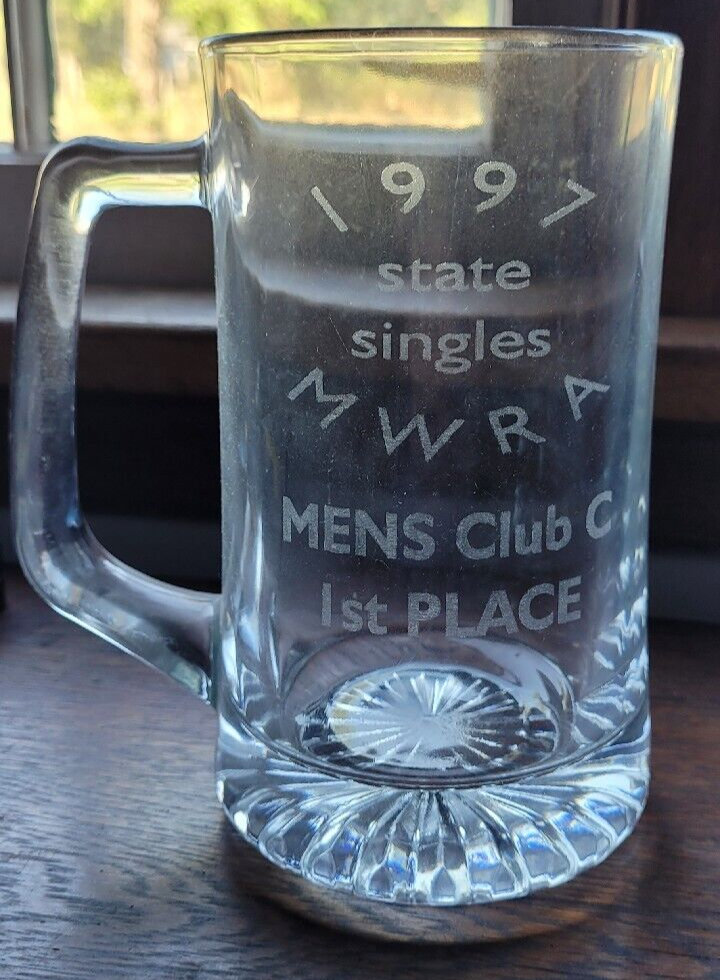 1997
state
singles
MWRA
MENS Club C
1st PLACE